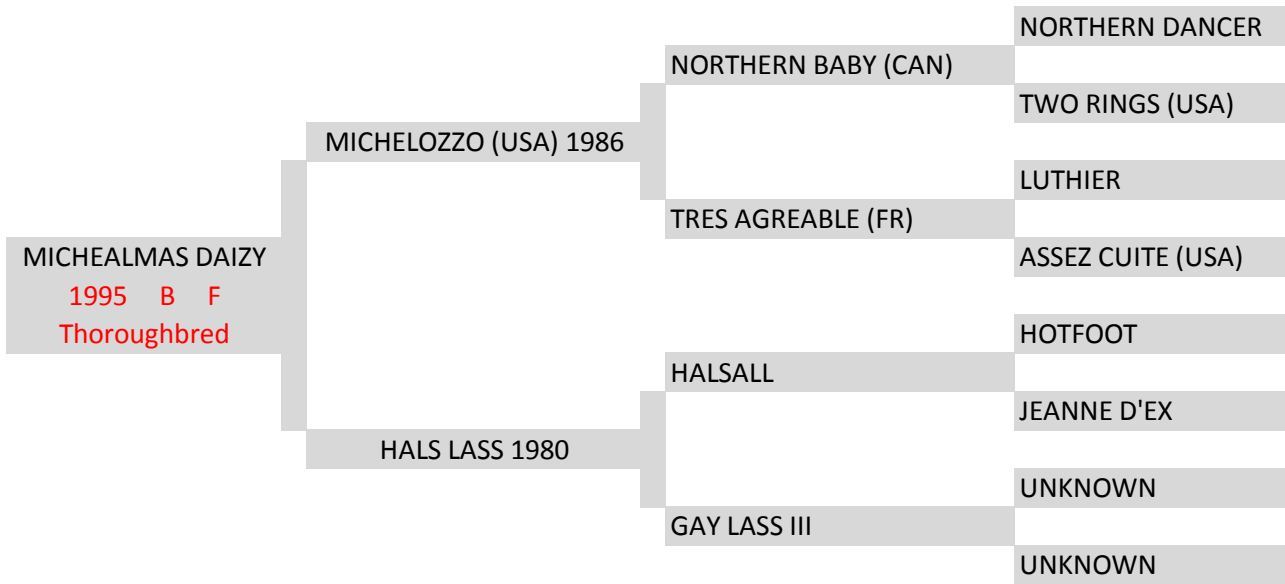 NORTHERN DANCER
NORTHERN BABY (CAN)
TWO RINGS (USA)
MICHELOZZO (USA) 1986
LUTHIER
TRES AGREABLE (FR)
MICHEALMAS DAIZY
ASSEZ CUITE (USA)
1995 B F
Thoroughbred
HOTFOOT
HALSALL
JEANNE D'EX
HALS LASS 1980
UNKNOWN
GAY LASS III
UNKNOWN